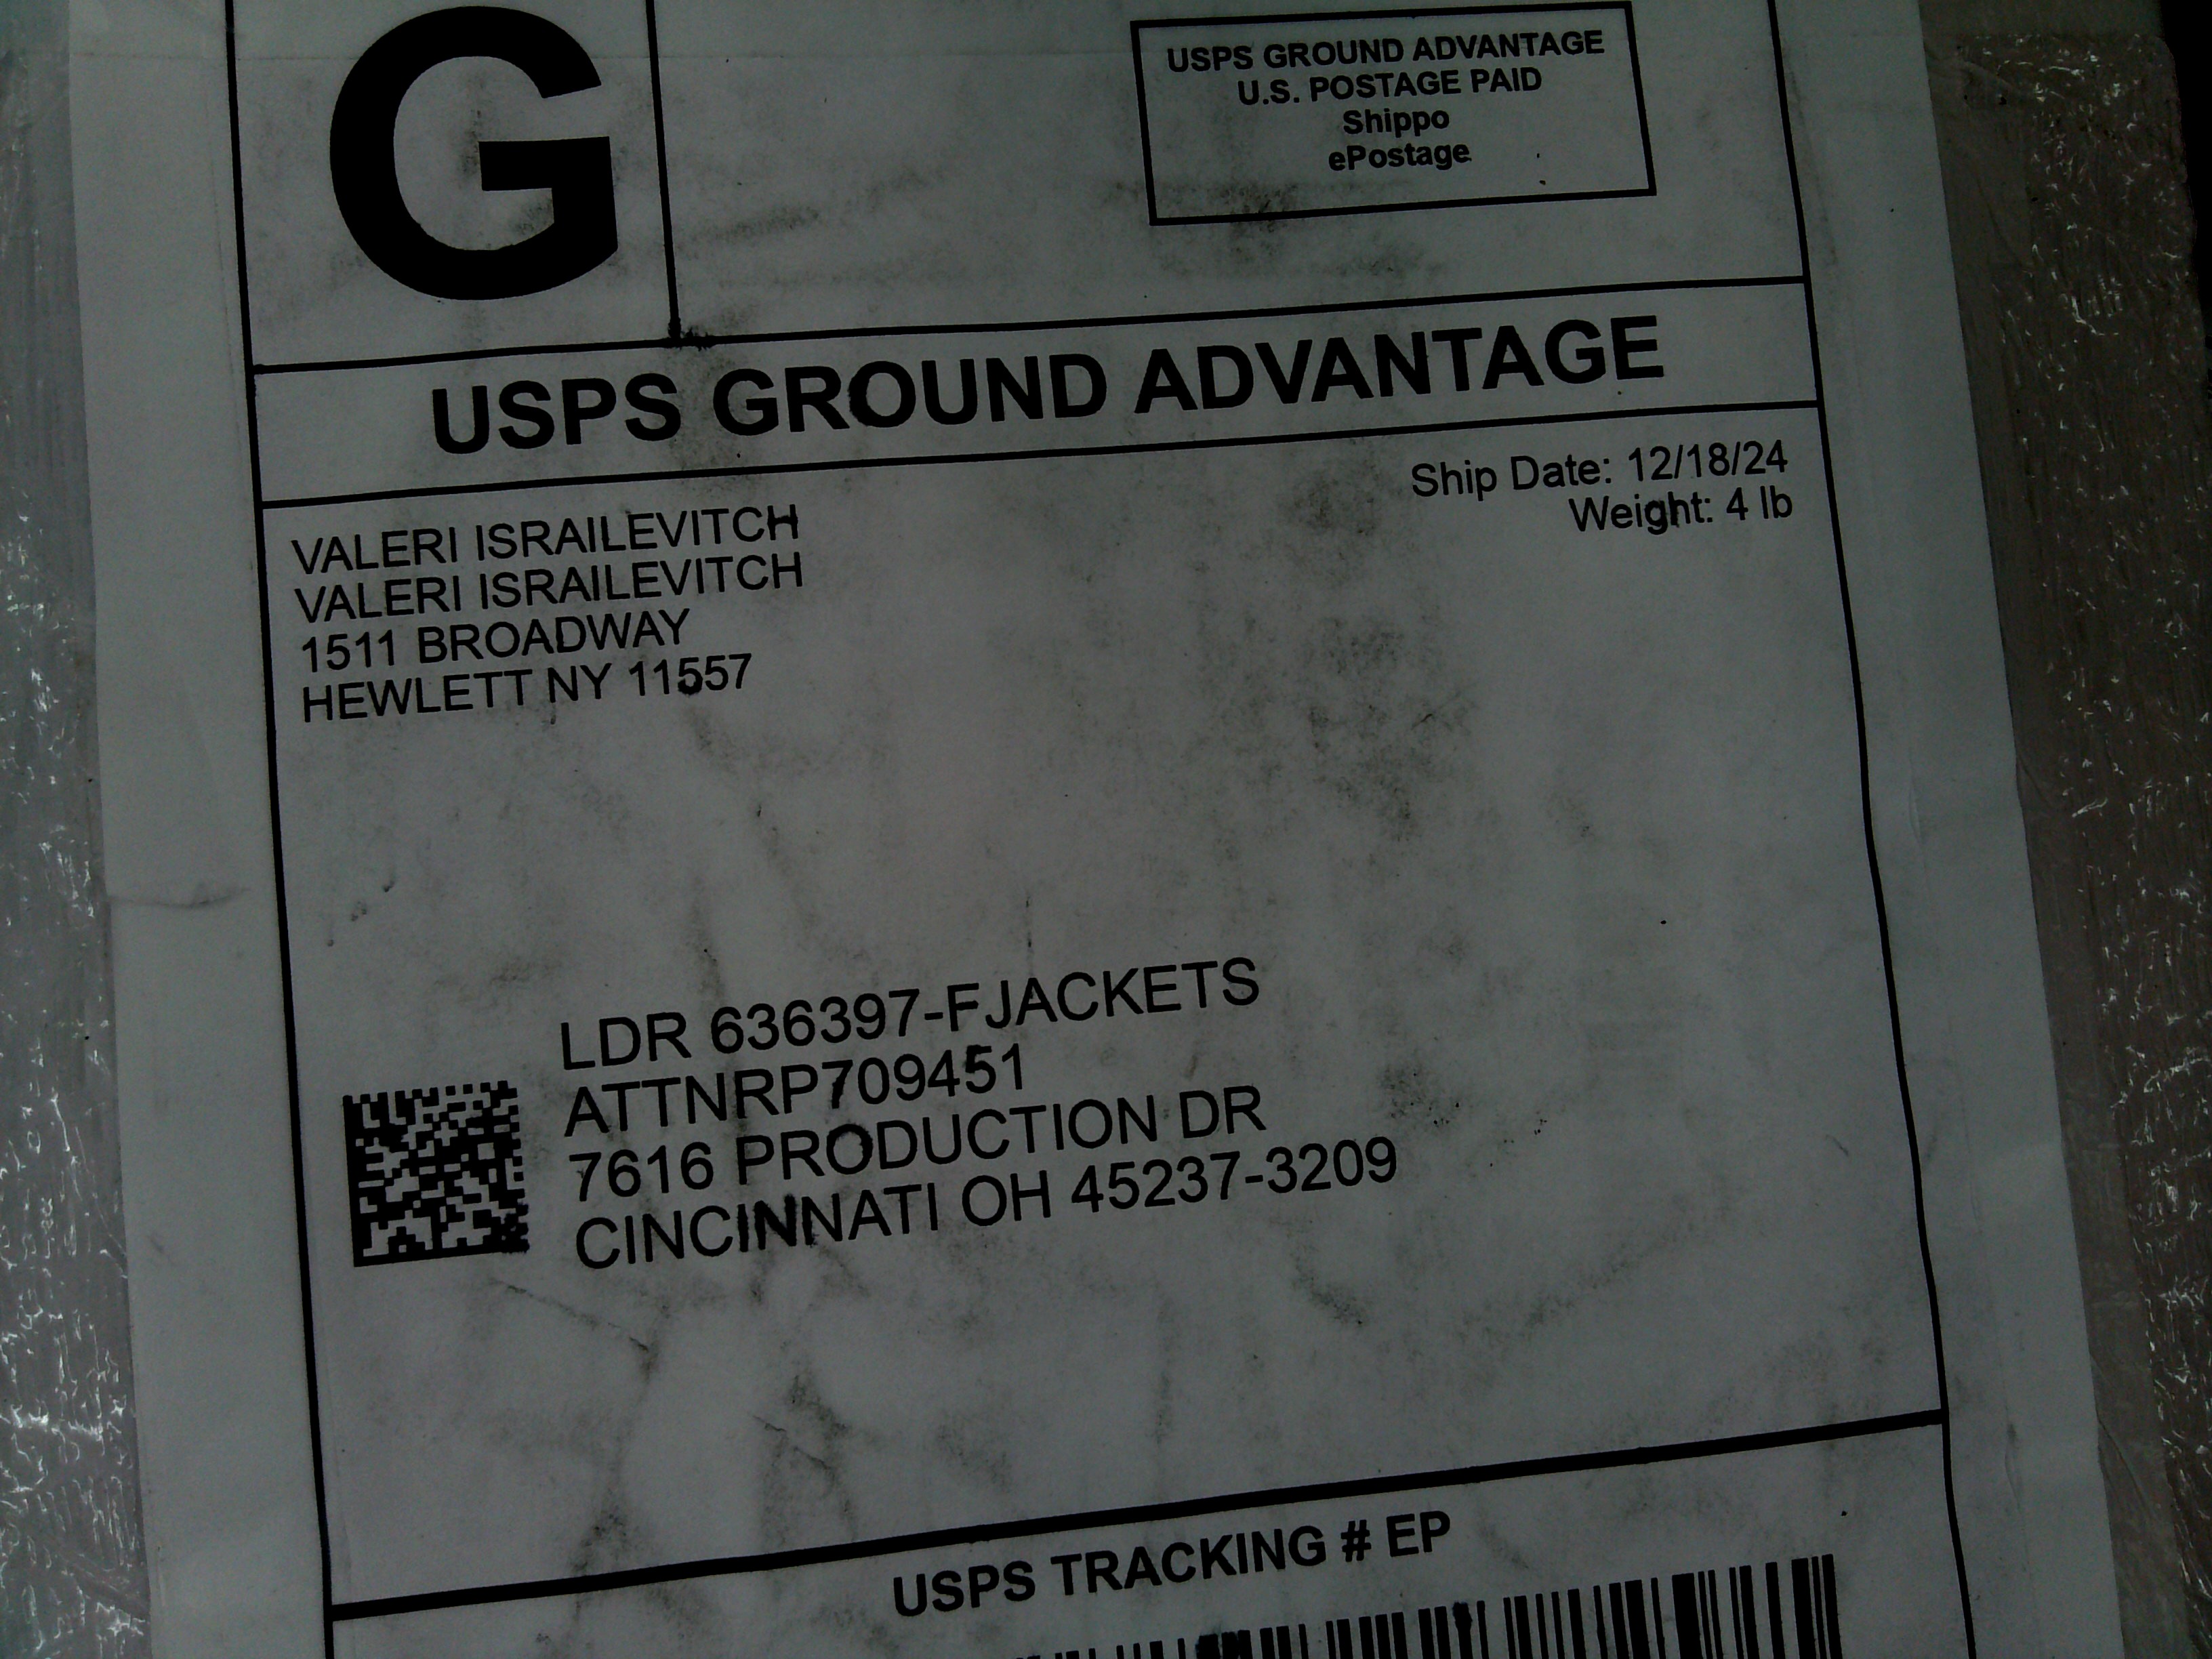 G
USPS GROUND ADVANTAGE
U.S. POSTAGE PAID
Shippo
ePostage
USPS GROUND ADVANTAGE
Ship Date: 12/18/24
Weight: 4 lb
VALERI ISRAILEVITCH
VALERI ISRAILEVITCH
1511 BROADWAY
HEWLETT NY 11557
LDR 636397-FJACKETS
ATTNRP709451
7616 PRODUCTION DR
CINCINNATI OH 45237-3209
USPS TRACKING # EP